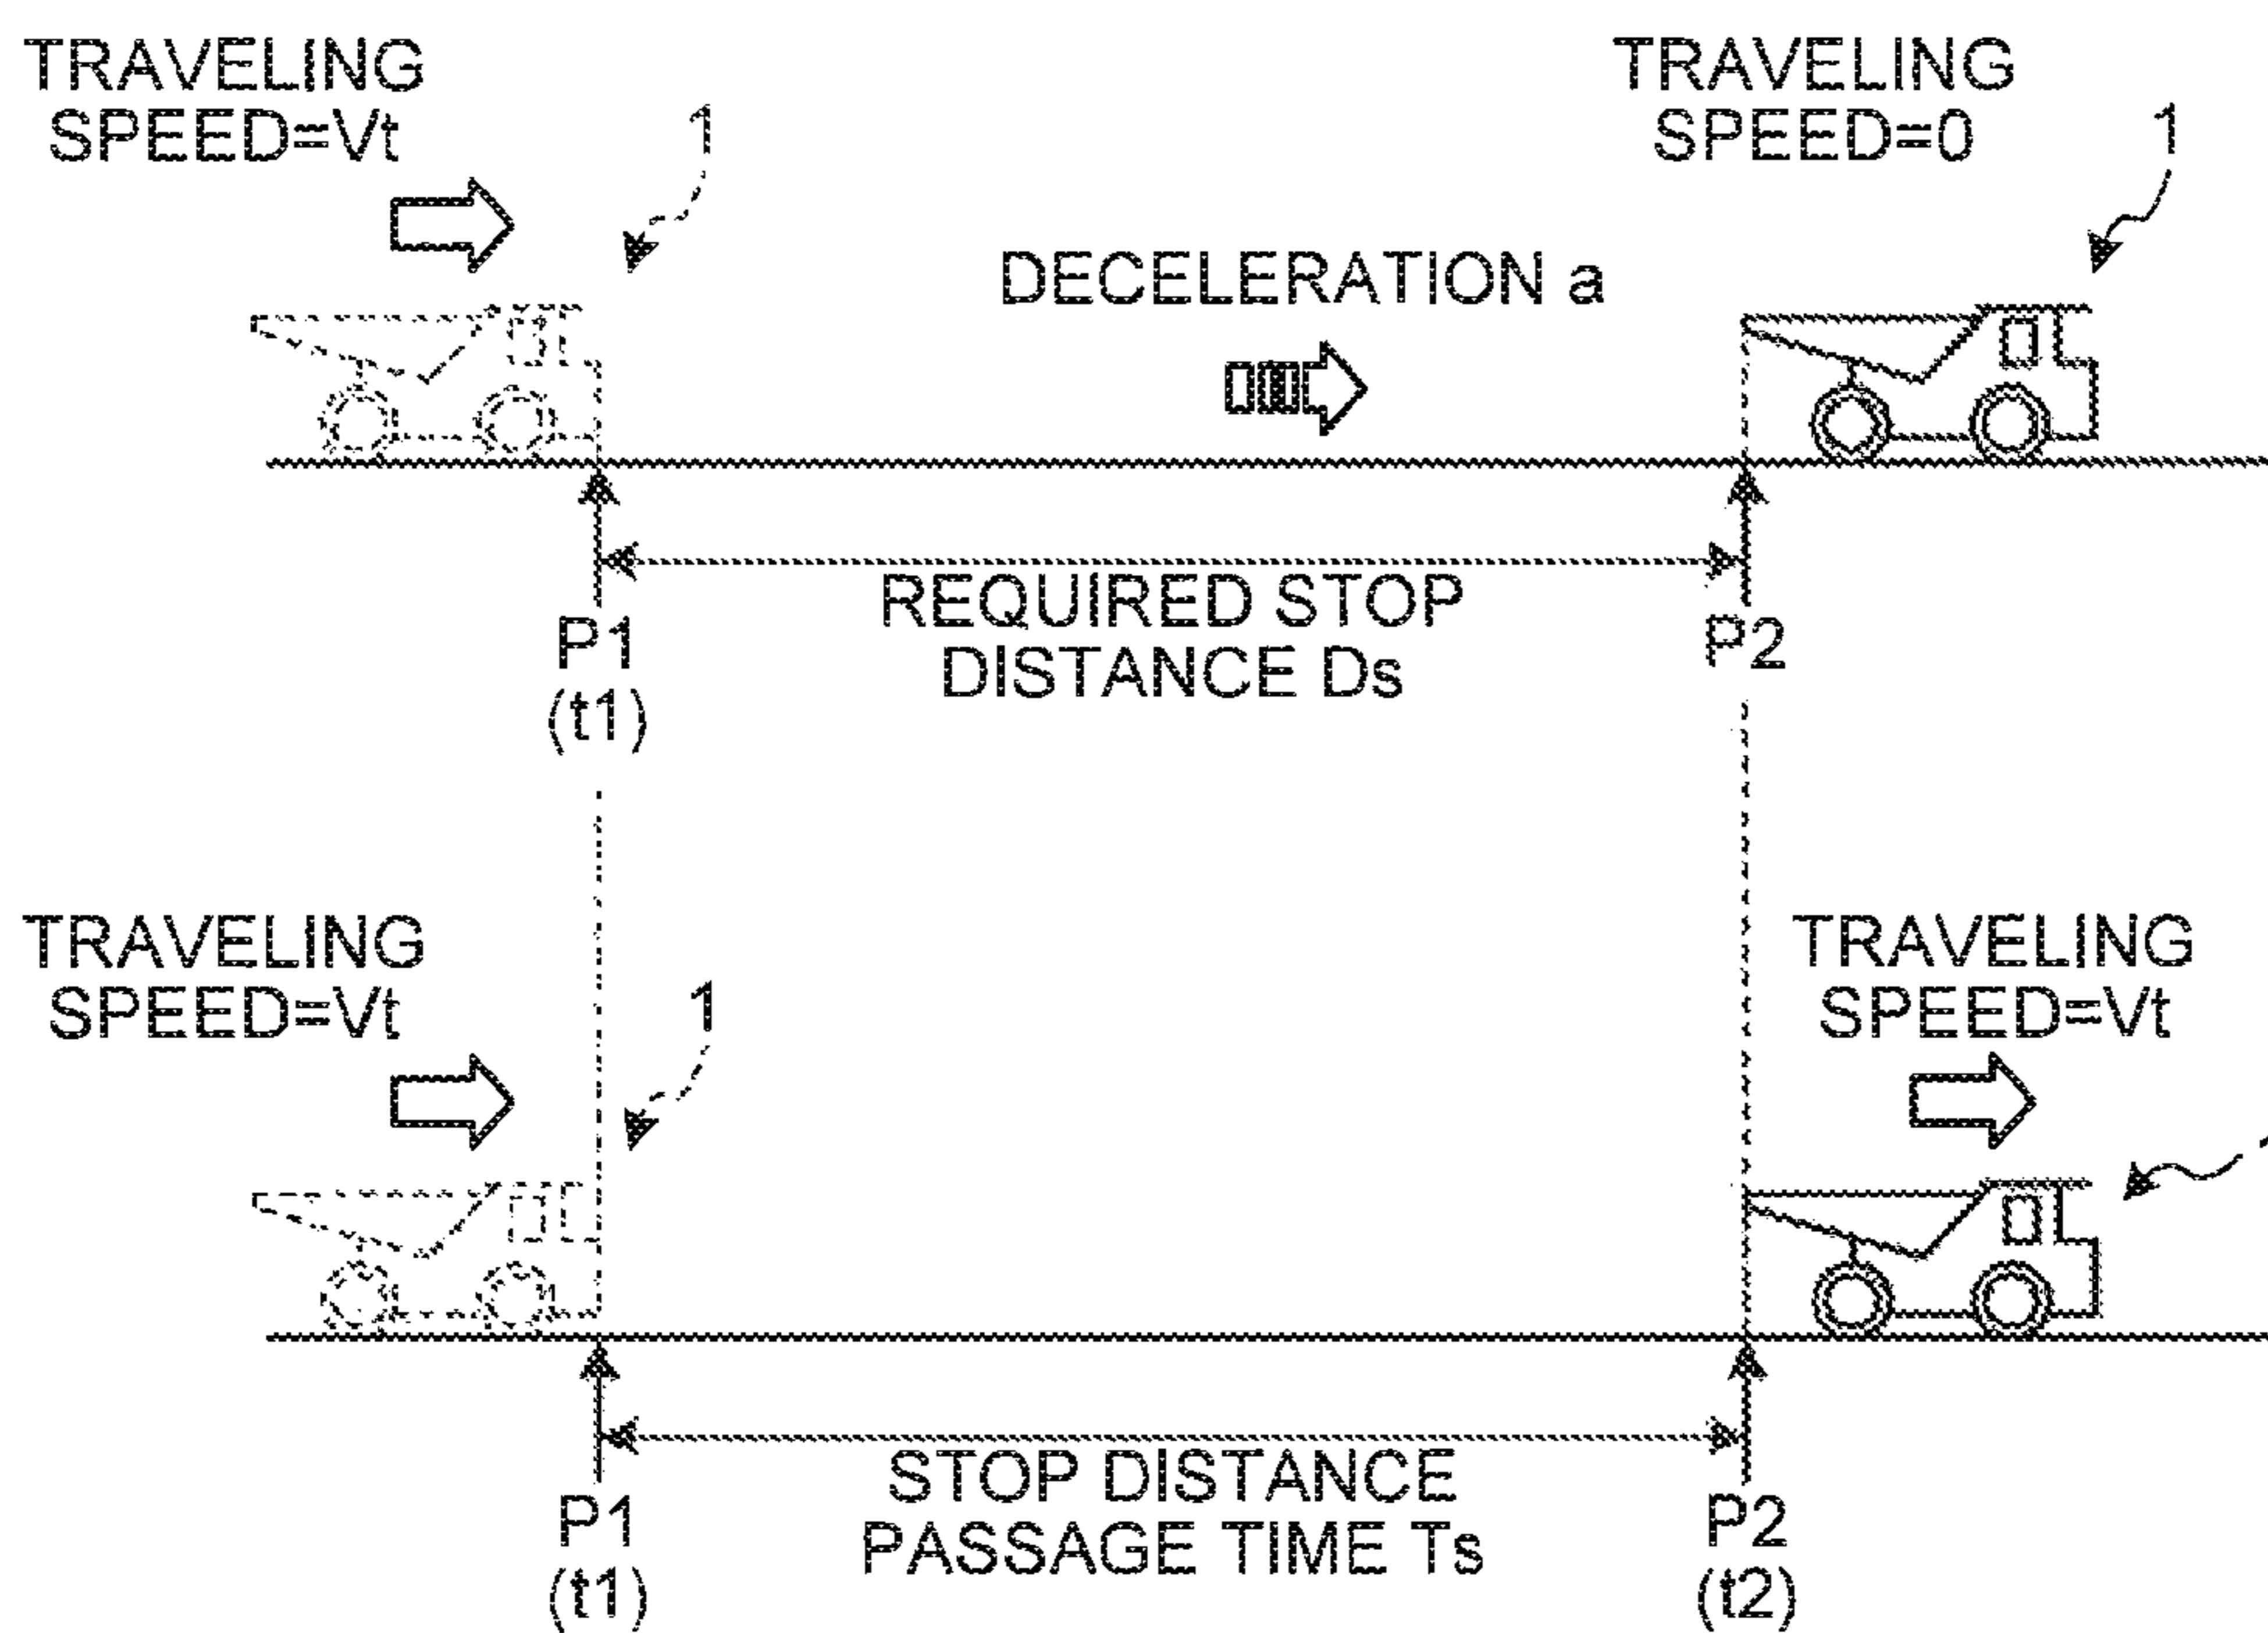 TRAVELING
SPEED=Vt
1
TRAVELING
SPEED=0
1
DECELERATION a
REQUIRED STOP
DISTANCE Ds
P1
(t1)
P2
TRAVELING
SPEED=Vt
1
TRAVELING
SPEED=Vt
STOP DISTANCE
PASSAGE TIME Ts
P1
(t1)
P2
(t2)